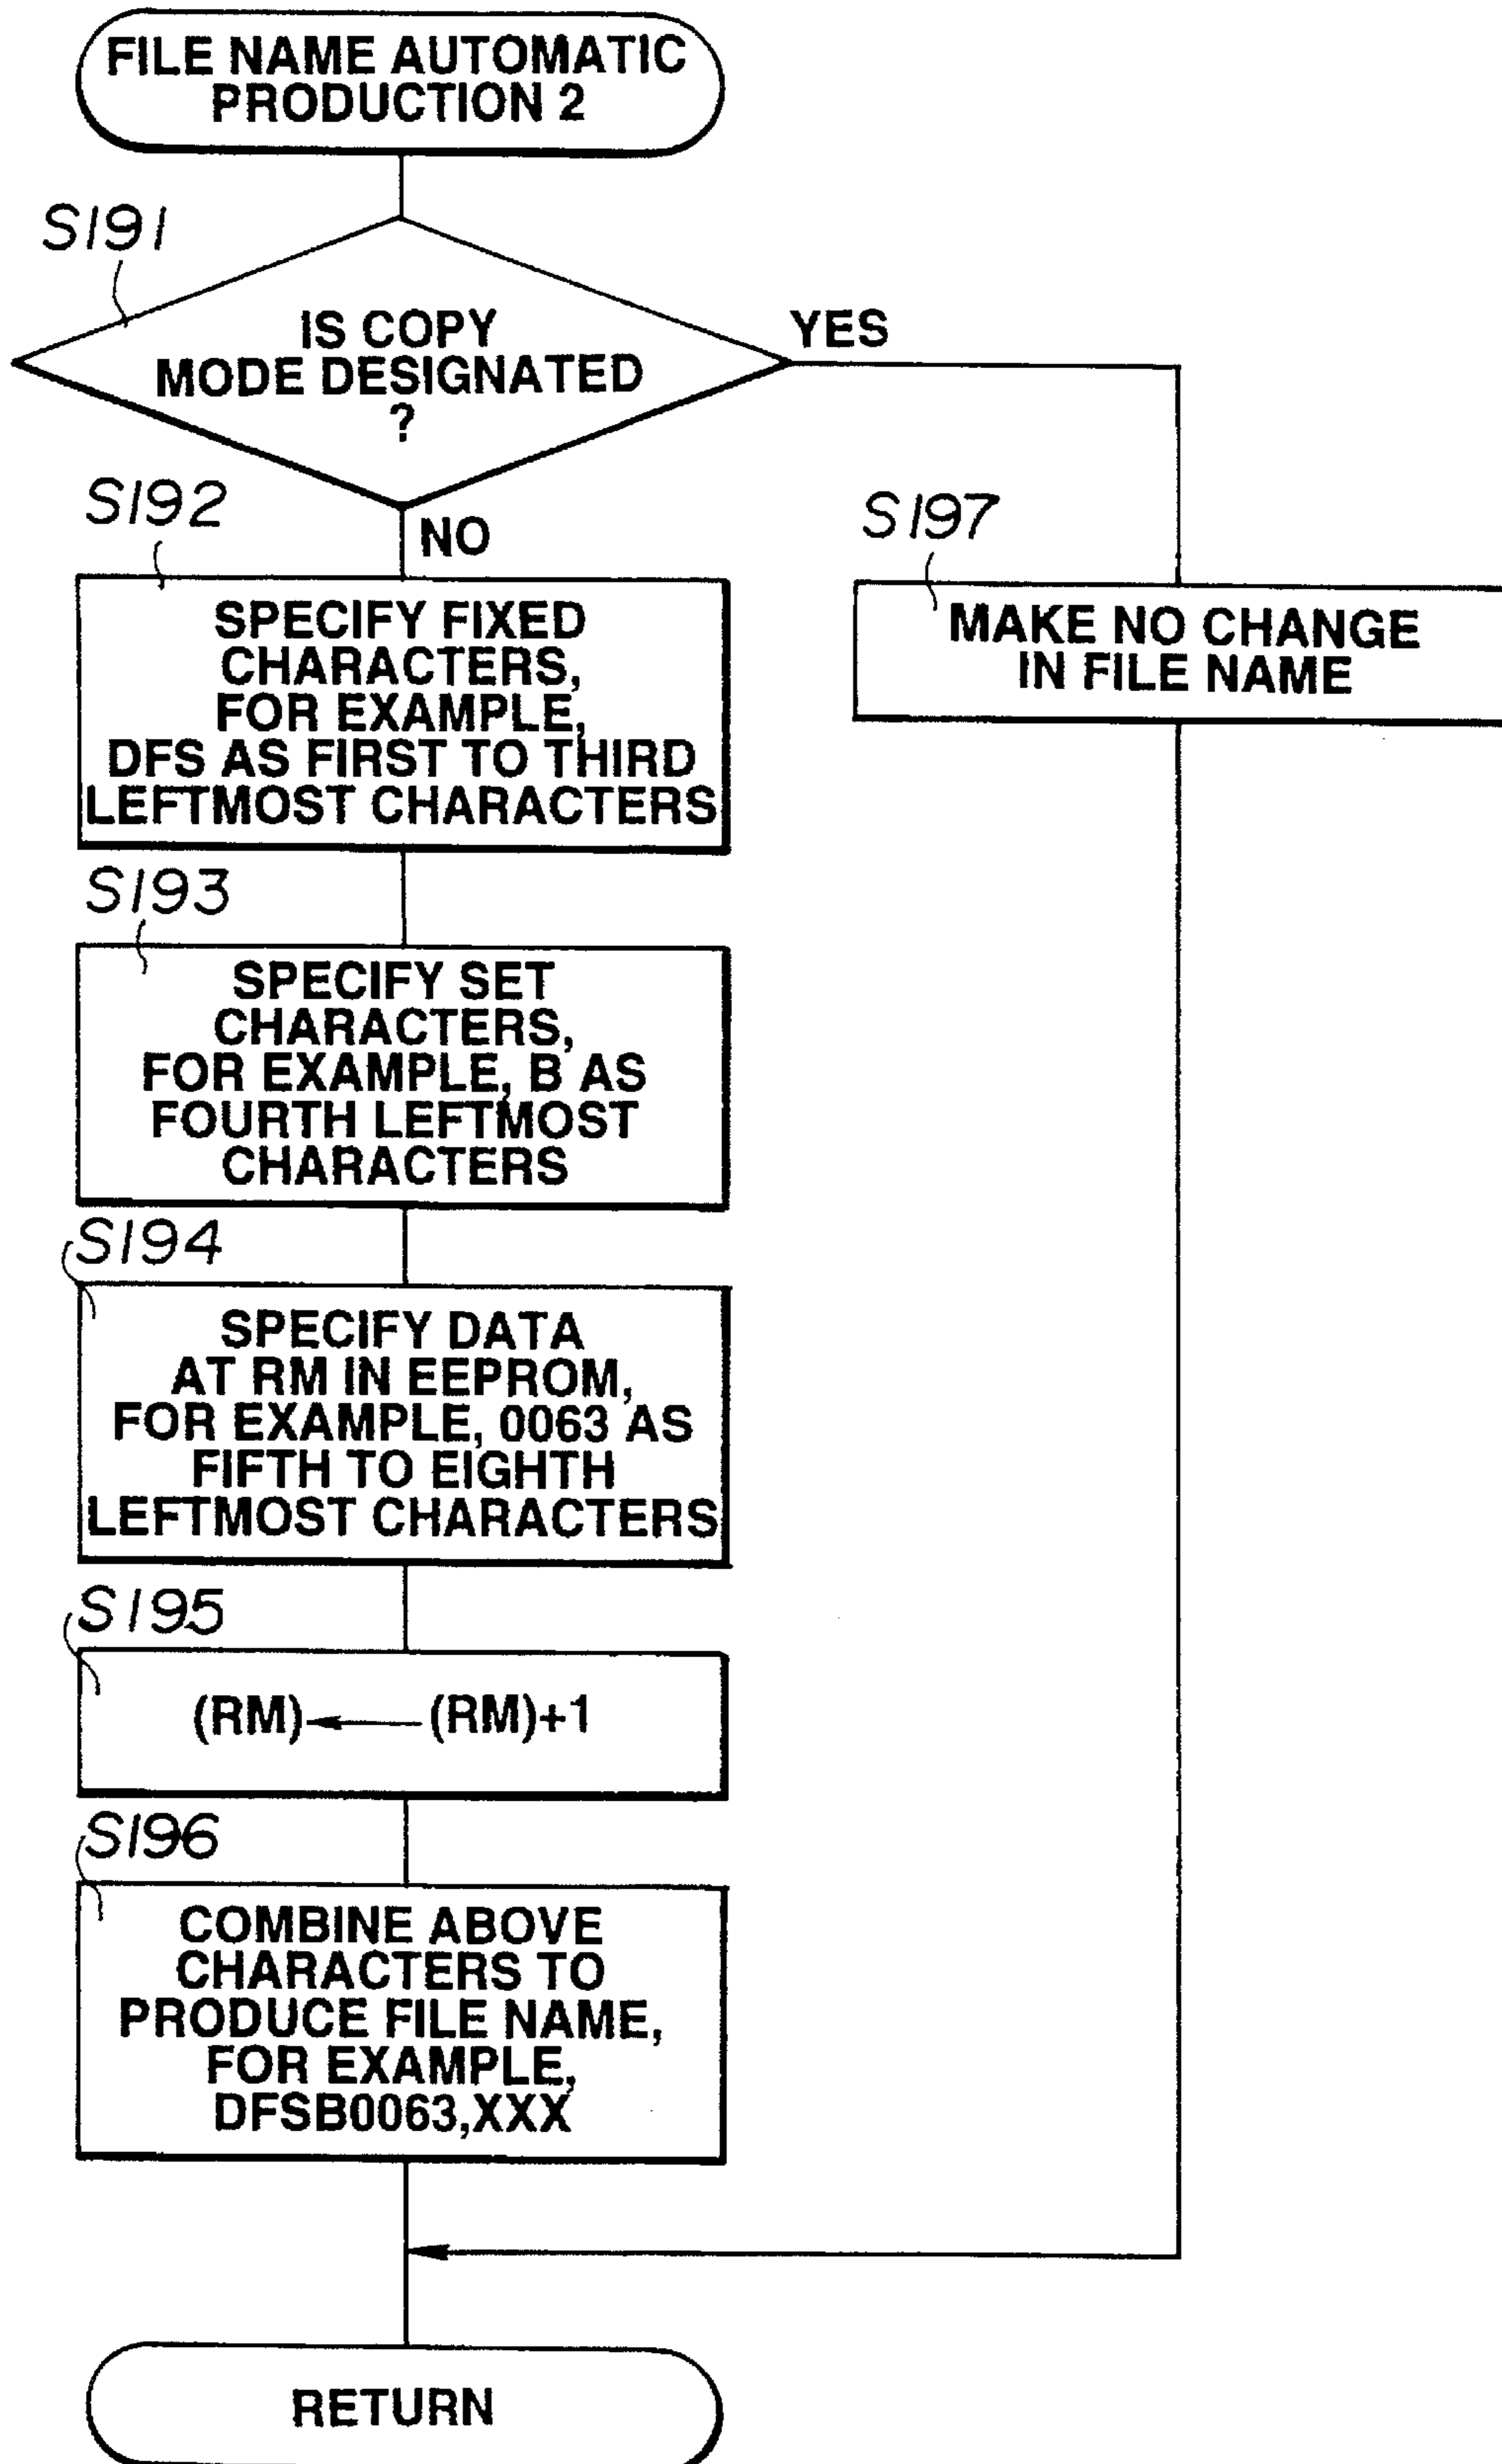 FILE NAME AUTOMATIC
PRODUCTION 2
S191
IS COPY
MODE DESIGNATED
?
YES
NO
S192
SPECIFY FIXED
CHARACTERS,
FOR EXAMPLE,
DFS AS FIRST TO THIRD
LEFTMOST CHARACTERS
S197
MAKE NO CHANGE
IN FILE NAME
S193
SPECIFY SET
CHARACTERS,
FOR EXAMPLE, B AS
FOURTH LEFTMOST
CHARACTERS
S194
SPECIFY DATA
AT RM IN EEPROM,
FOR EXAMPLE, 0063 AS
FIFTH TO EIGHTH
LEFTMOST CHARACTERS
S195
(RM)←(RM)+1
S196
COMBINE ABOVE
CHARACTERS TO
PRODUCE FILE NAME,
FOR EXAMPLE,
DFSB0063,XXX
RETURN